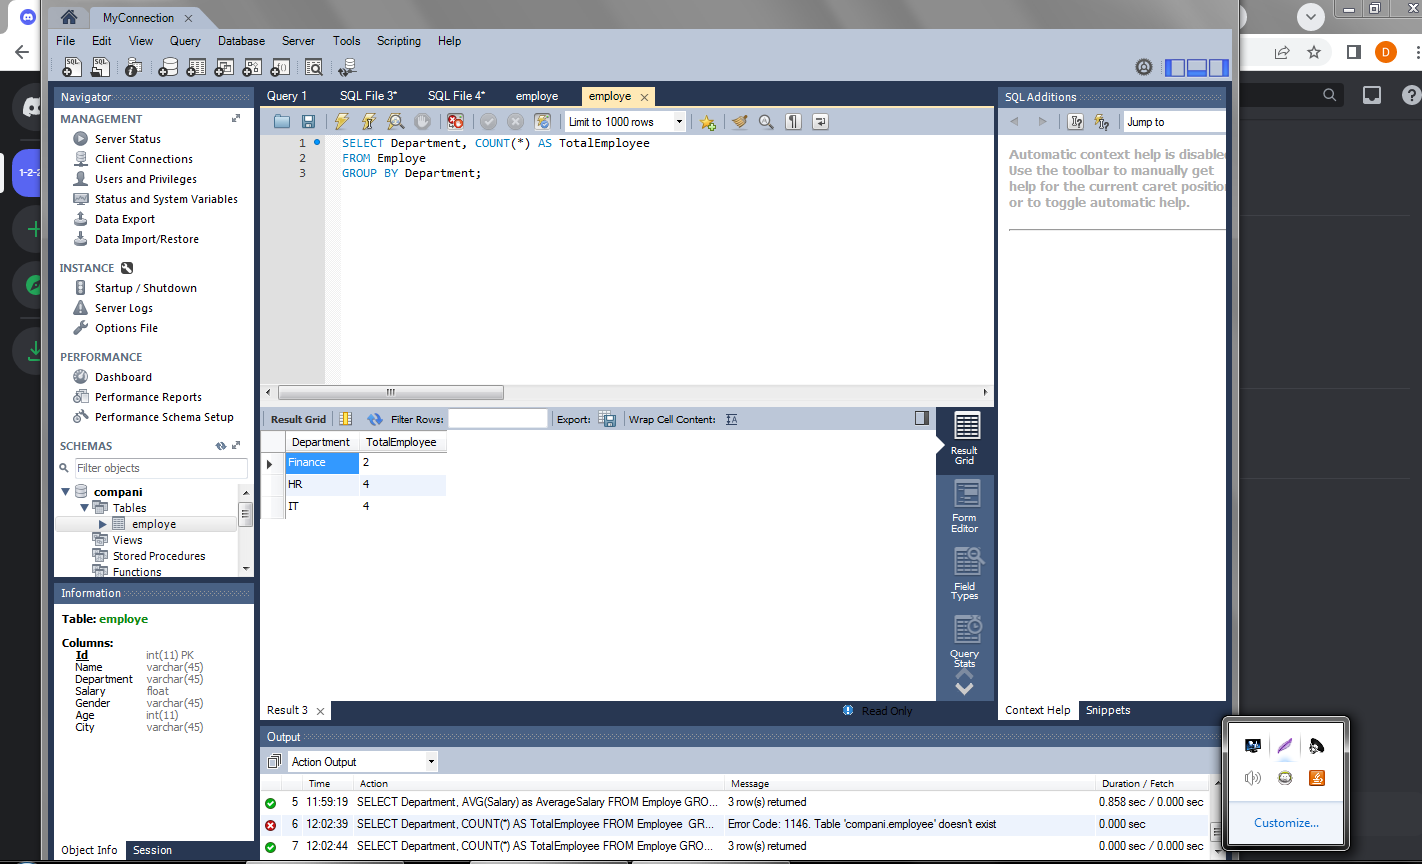 MyConnection
File Edit View Query Database Server Tools Scripting Help
D
1-2-2
Navigator
MANAGEMENT
Server Status
Client Connections
Users and Privileges
Status and System Variables
Data Export
Data Import/Restore
INSTANCE
Startup / Shutdown
Server Logs
Options File
PERFORMANCE
Dashboard
Performance Reports
Performance Schema Setup
SCHEMAS
Filter objects
compani
Tables
employe
Views
Stored Procedures
Functions
Information
Table: employe
Columns:
Id int(11) PK
Name varchar(45)
Department varchar(45)
Salary float
Gender varchar(45)
Age int(11)
City varchar(45)
Object Info Session
Query 1 SQL File 3* SQL File 4* employe employe
Limit to 1000 rows
1 SELECT Department, COUNT(*) AS TotalEmployee
2 FROM Employe
3 GROUP BY Department;
Result Grid Filter Rows: Export: Wrap Cell Content:
Department TotalEmployee
Finance 2
HR 4
IT 4
Result
Grid
Form
Editor
Field
Types
Query
Stats
Result 3 Read Only
SQL Additions
Jump to
Automatic context help is disabled
Use the toolbar to manually get
help for the current caret position
or to toggle automatic help.
Context Help Snippets
Output
Action Output
Time Action Message Duration / Fetch
5 11:59:19 SELECT Department, AVG(Salary) as AverageSalary FROM Employe GRO... 3 row(s) returned 0.858 sec / 0.000 sec
6 12:02:39 SELECT Department, COUNT(*) AS TotalEmployee FROM Employee GR... Error Code: 1146. Table 'compani.employee' doesn't exist 0.000 sec
7 12:02:44 SELECT Department, COUNT(*) AS TotalEmployee FROM Employe GRO... 3 row(s) returned 0.000 sec / 0.000 sec
Customize...